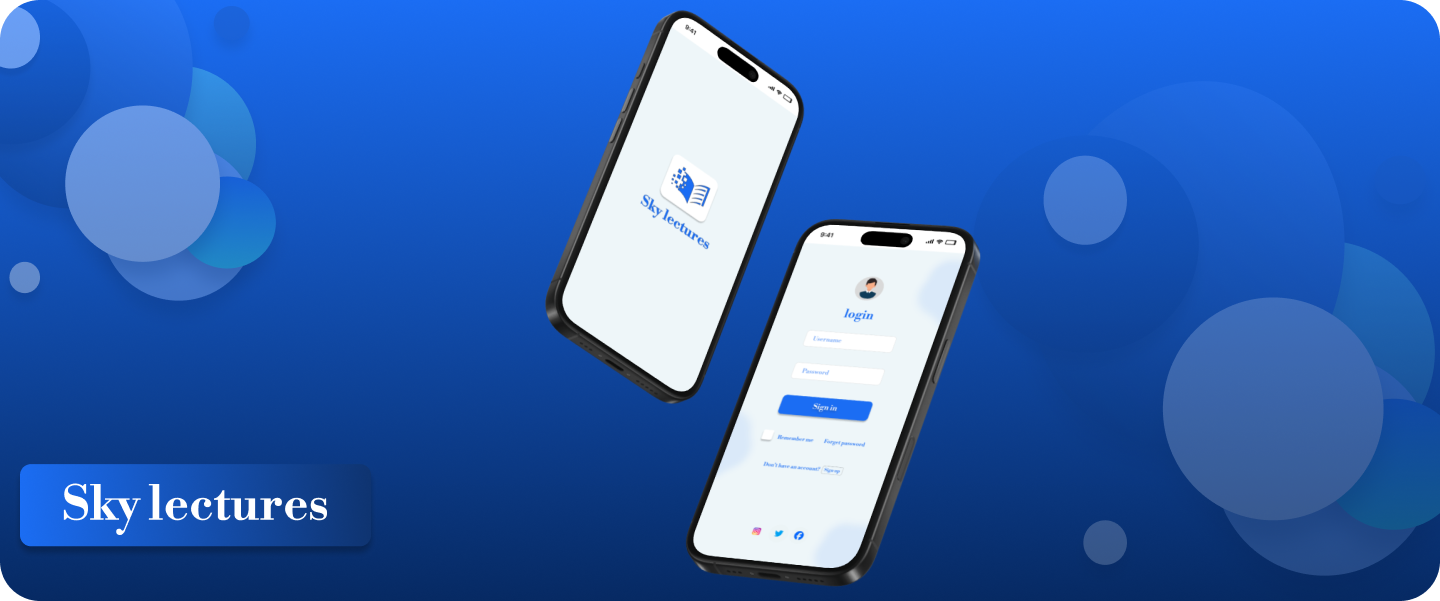 9:41
Sky lectures
9:41
login
Username
Password
Sign in
Remember me Forget password
Don't have an account? Sign up
Sky lectures